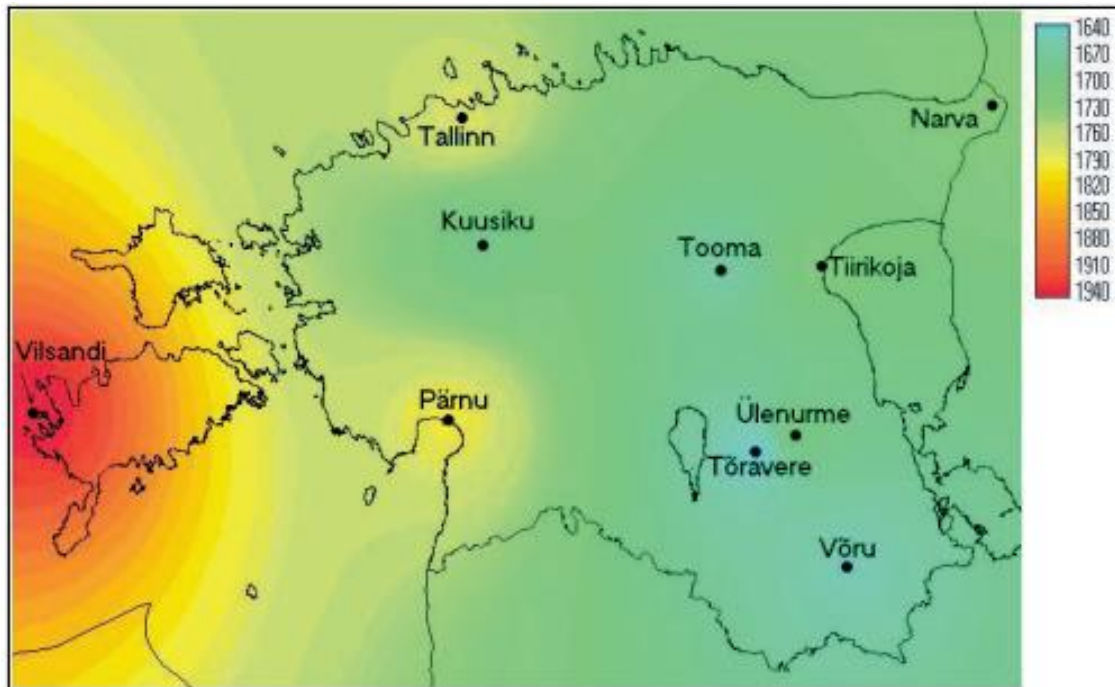 1640
1670
1700
1730
1760
1790
1820
1850
1880
1910
1940
Narva
Tallinn
Kuusiku
Tooma
Tiirikoja
Vilsandi
Pärnu
Ülenurme
Tõravere
Võru